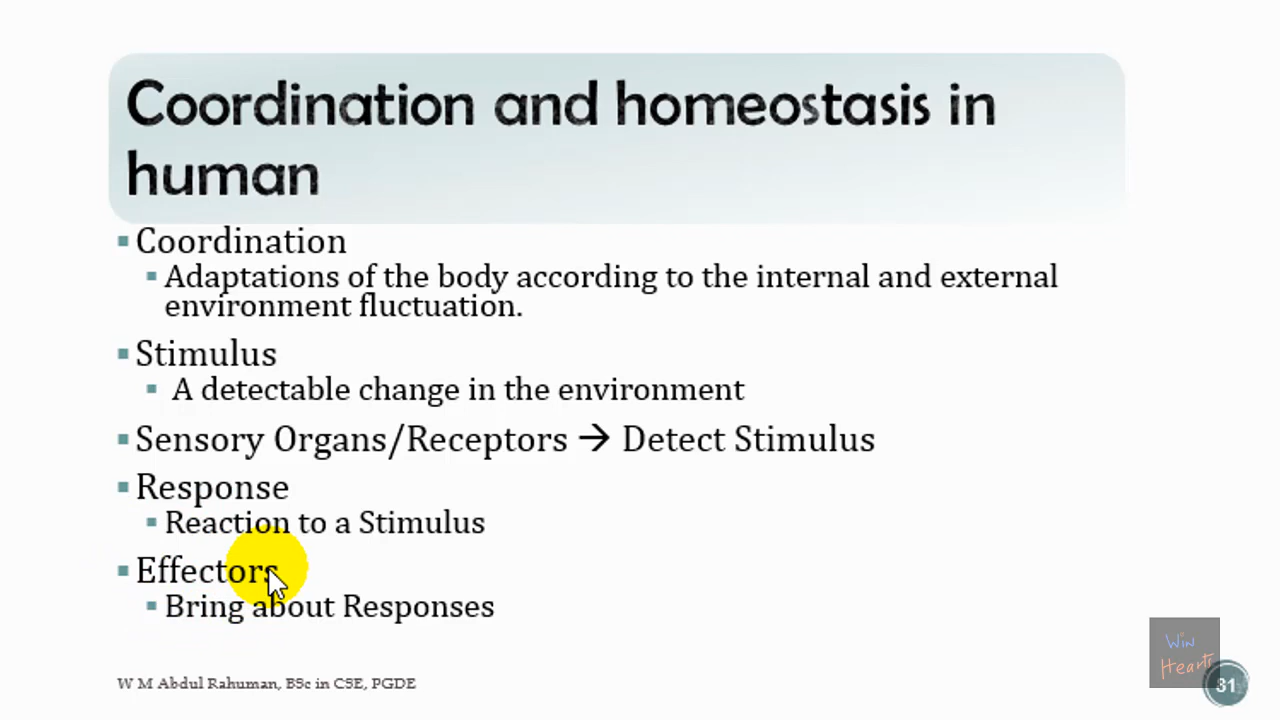 Coordination and homeostasis in
human
▪ Coordination
▪ Adaptations of the body according to the internal and external
environment fluctuation.
▪ Stimulus
▪ A detectable change in the environment
▪ Sensory Organs/Receptors → Detect Stimulus
▪ Response
▪ Reaction to a Stimulus
▪ Effectors
▪ Bring about Responses
W M Abdul Rahuman, BSc in CSE, PGDE
Win
Hearts
31